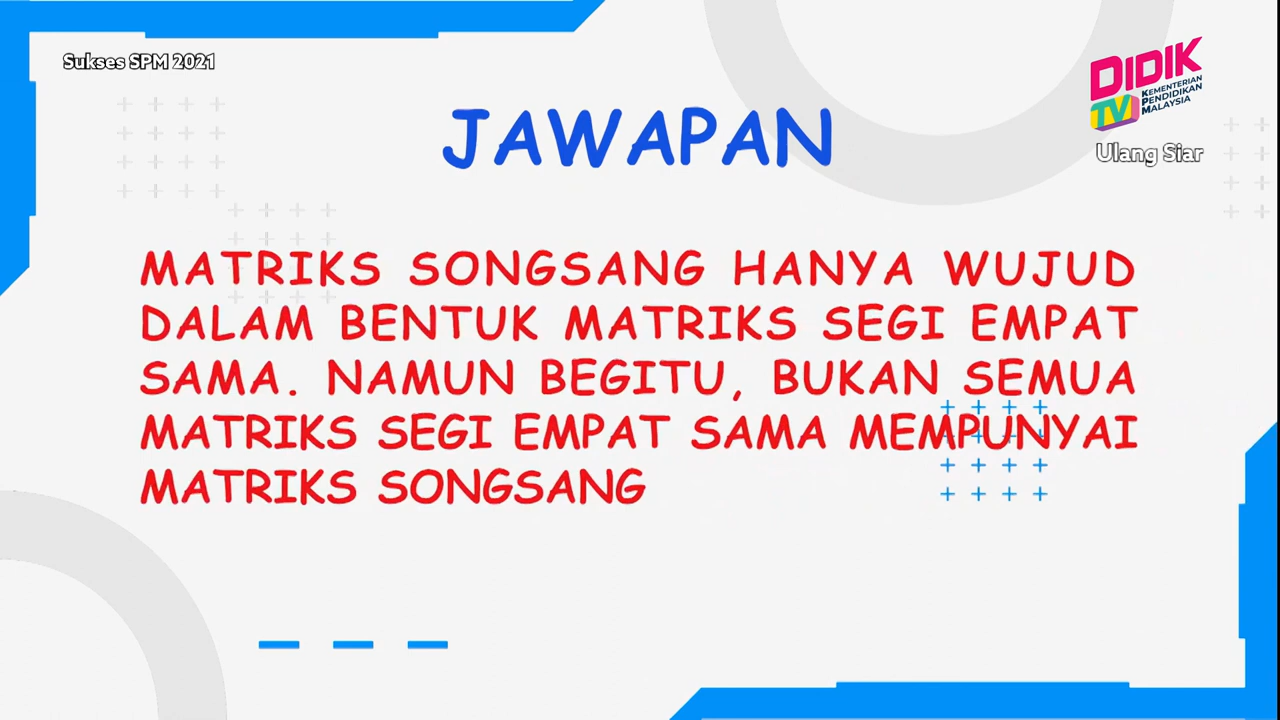 Sukses SPM 2021
DIDIK
TV
KEMENTERIAN
PENDIDIKAN
MALAYSIA
Ulang Siar
JAWAPAN
MATRIKS SONGSANG HANYA WUJUD
DALAM BENTUK MATRIKS SEGI EMPAT
SAMA. NAMUN BEGITU, BUKAN SEMUA
MATRIKS SEGI EMPAT SAMA MEMPUNYAI
MATRIKS SONGSANG